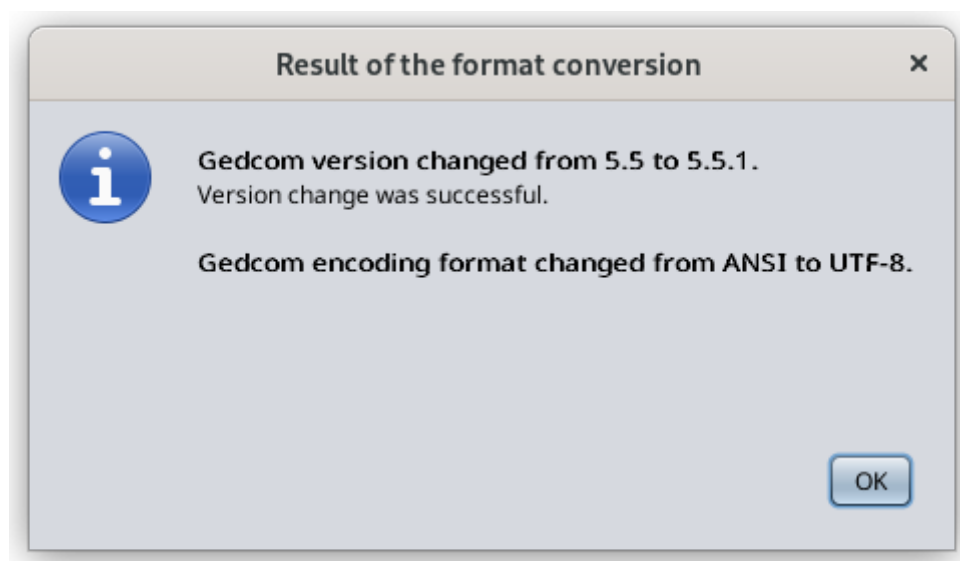 Result of the format conversion
Gedcom version changed from 5.5 to 5.5.1.
Version change was successful.
Gedcom encoding format changed from ANSI to UTF-8.
OK